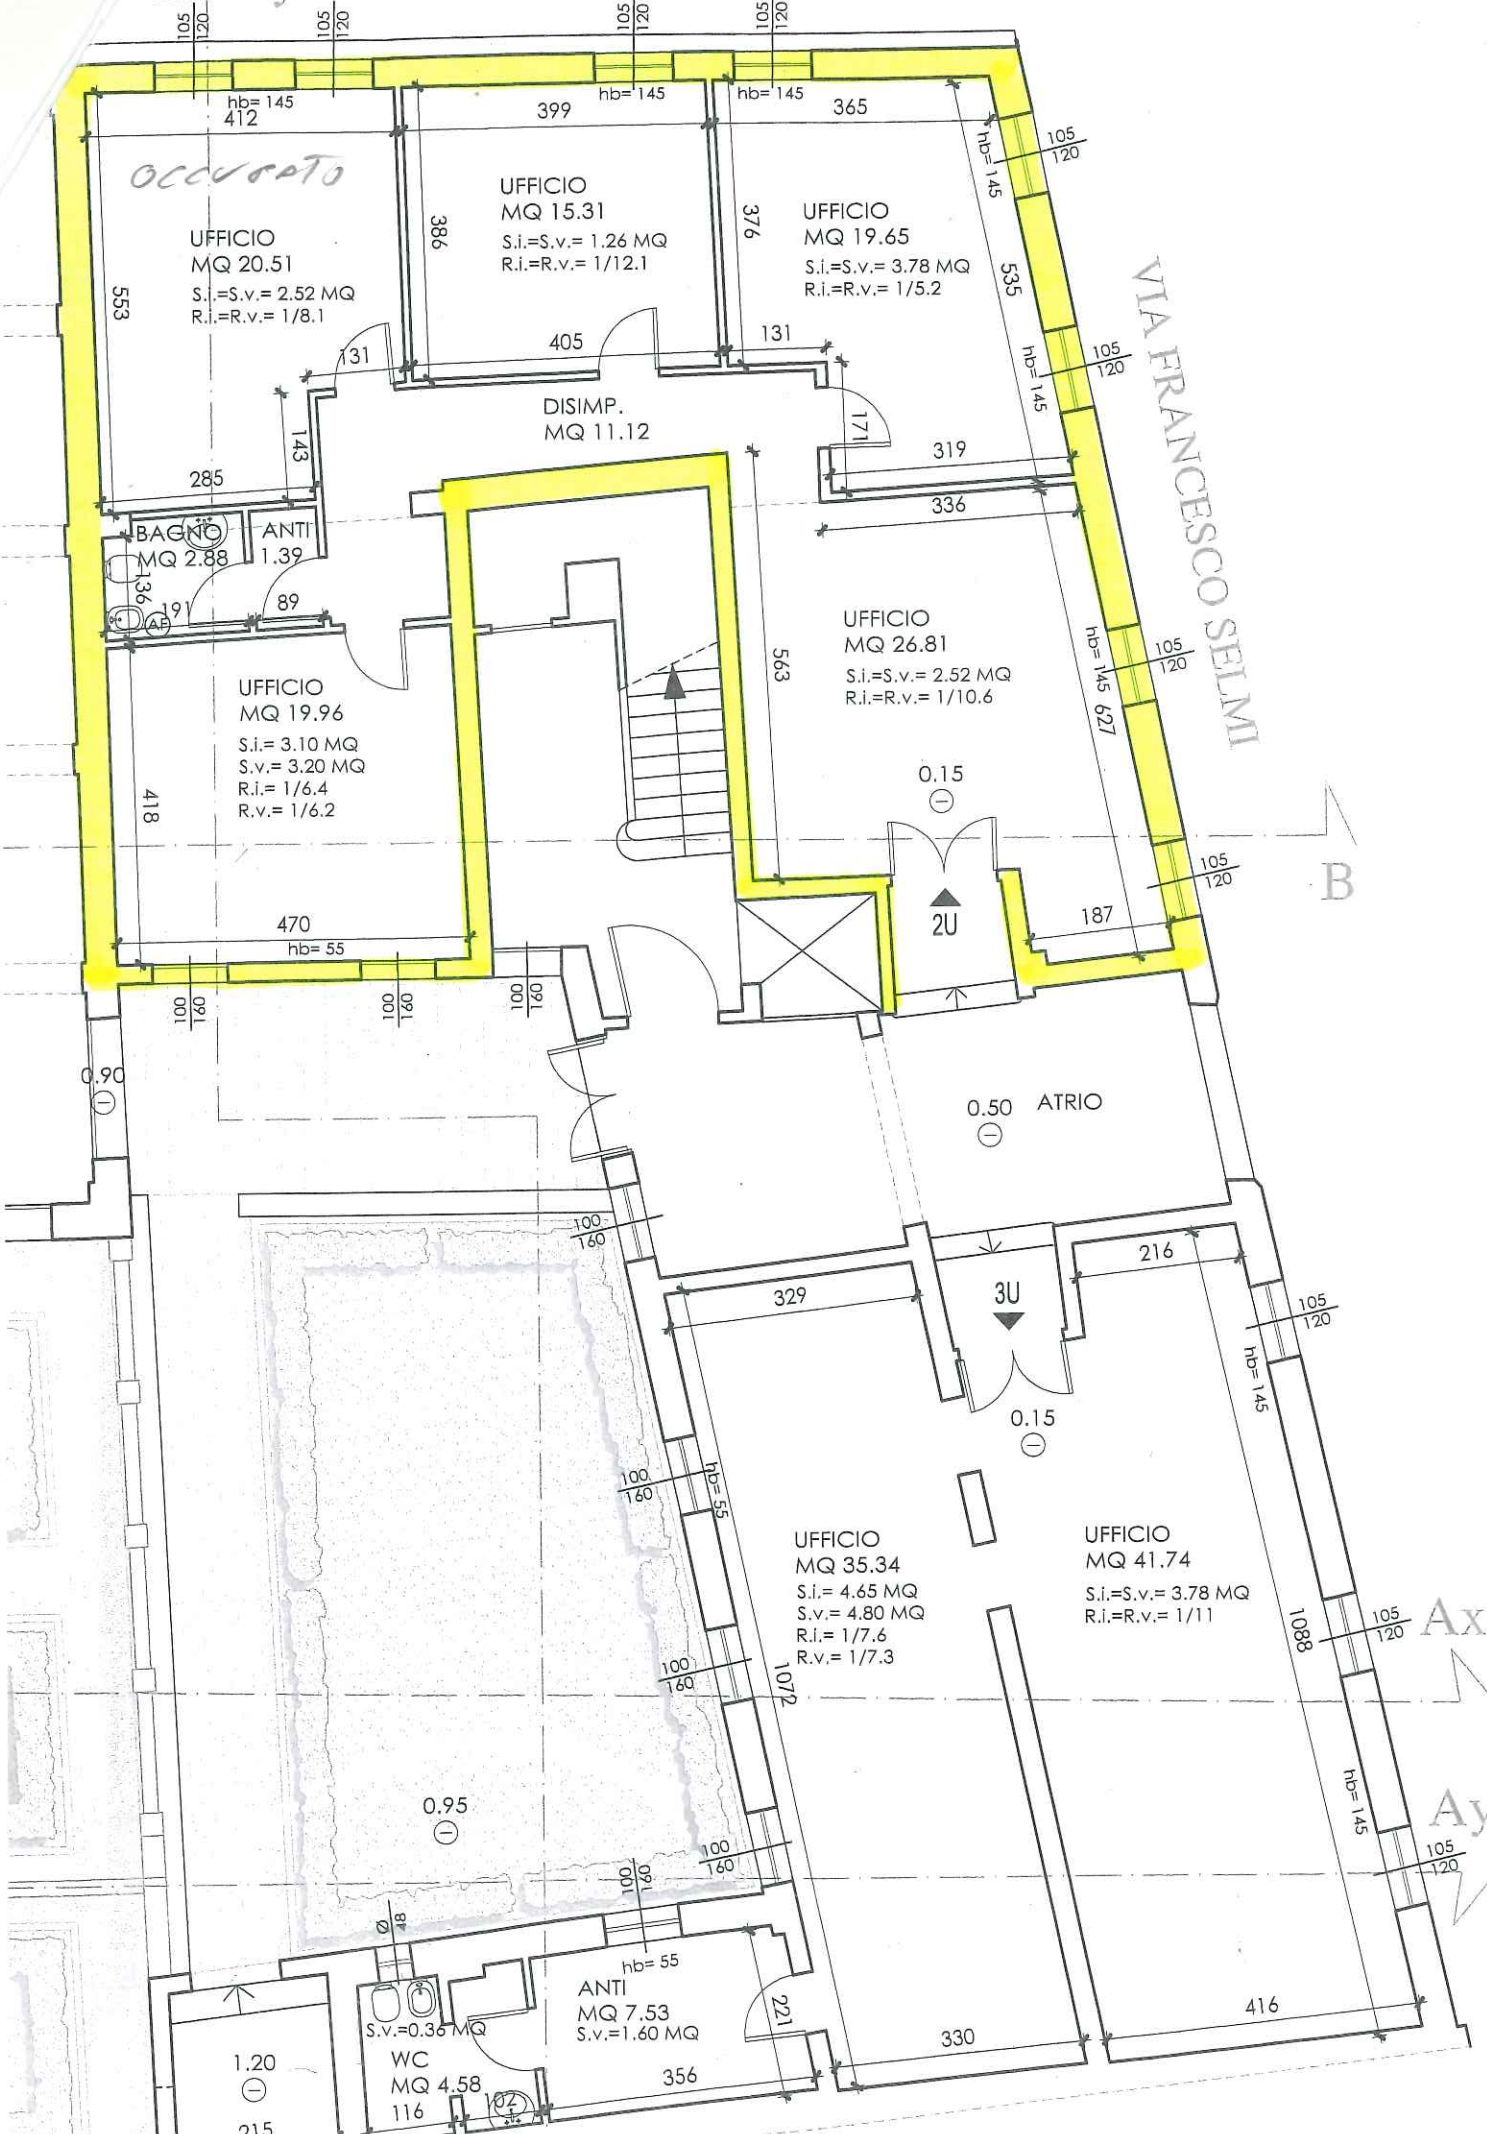 105
120
105
120
105
120
105
120
hb= 145
412
399
hb= 145
hb= 145
365
hb= 145
105
120
OCCUPATO
UFFICIO
MQ 20.51
S.i.=S.v.= 2.52 MQ
R.i.=R.v.= 1/8.1
553
131
143
285
UFFICIO
MQ 15.31
S.i.=S.v.= 1.26 MQ
R.i.=R.v.= 1/12.1
386
405
UFFICIO
MQ 19.65
S.i.=S.v.= 3.78 MQ
R.i.=R.v.= 1/5.2
376
535
131
171
319
hb= 145
105
120
VIA FRANCESCO SELMI
DISIMP.
MQ 11.12
BAGNO
MQ 2.88
136
191
AF
ANTI
1.39
89
336
UFFICIO
MQ 26.81
S.i.=S.v.= 2.52 MQ
R.i.=R.v.= 1/10.6
563
hb= 145
627
105
120
0.15
2U
187
105
120
B
UFFICIO
MQ 19.96
S.i.= 3.10 MQ
S.v.= 3.20 MQ
R.i.= 1/6.4
R.v.= 1/6.2
418
470
hb= 55
100
160
100
160
100
160
0.90
0.50
ATRIO
100
160
329
3U
216
105
120
hb= 145
0.15
100
160
hb= 55
UFFICIO
MQ 35.34
S.i.= 4.65 MQ
S.v.= 4.80 MQ
R.i.= 1/7.6
R.v.= 1/7.3
1072
UFFICIO
MQ 41.74
S.i.=S.v.= 3.78 MQ
R.i.=R.v.= 1/11
1088
105
120
Ax
100
160
hb= 145
Ay
105
120
0.95
100
160
100
160
Ø
48
hb= 55
ANTI
MQ 7.53
S.v.=1.60 MQ
221
S.v.=0.36 MQ
WC
MQ 4.58
116
102
356
330
416
1.20
215